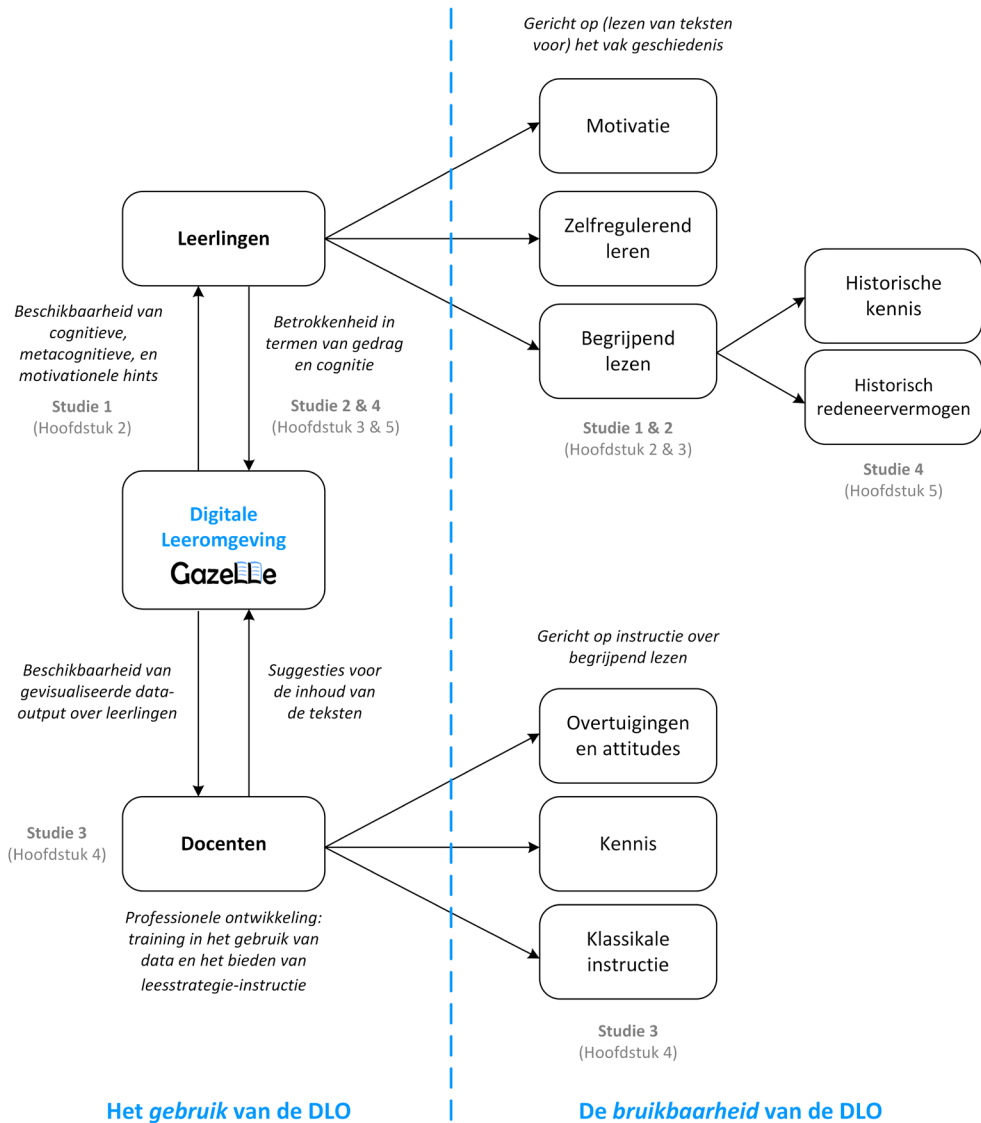 Gericht op (lezen van teksten
voor) het vak geschiedenis
Motivatie
Leerlingen
Zelfregulerend
leren
Historische
kennis
Beschikbaarheid van
cognitieve,
metacognitieve, en
motivationele hints
Betrokkenheid in
termen van gedrag
en cognitie
Begrijpend
lezen
Historisch
redeneervermogen
Studie 1
(Hoofdstuk 2)
Studie 2 & 4
(Hoofdstuk 3 & 5)
Studie 1 & 2
(Hoofdstuk 2 & 3)
Studie 4
(Hoofdstuk 5)
Digitale
Leeromgeving
Gazelle
Gericht op instructie over
begrijpend lezen
Beschikbaarheid van
gevisualiseerde data-
output over leerlingen
Suggesties voor
de inhoud van
de teksten
Overtuigingen
en attitudes
Studie 3
(Hoofdstuk 4)
Docenten
Kennis
Professionele ontwikkeling:
training in het gebruik van
data en het bieden van
leesstrategie-instructie
Klassikale
instructie
Studie 3
(Hoofdstuk 4)
Het gebruik van de DLO
De bruikbaarheid van de DLO